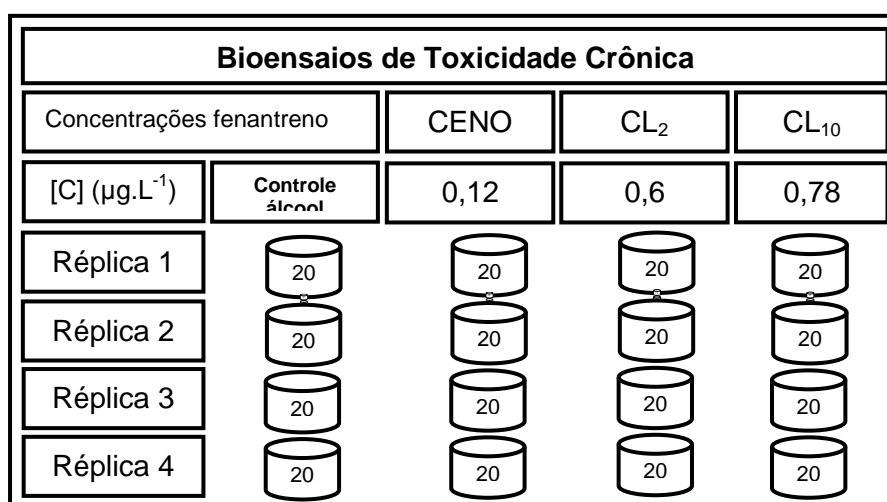 Bioensaios de Toxicidade Crônica
Concentrações fenantreno CENO CL₂ CL₁₀
[C] (µg.L⁻¹) Controle álcool 0,12 0,6 0,78
Réplica 1 20 20 20 20
Réplica 2 20 20 20 20
Réplica 3 20 20 20 20
Réplica 4 20 20 20 20